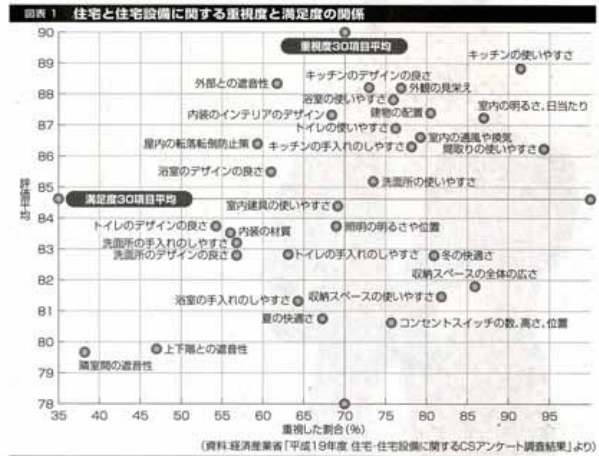 図表1 住宅と住宅設備に関する重視度と満足度の関係
90
重視度30項目平均
キッチンの使いやすさ
89
外部との遮音性
キッチンのデザインの良さ
外観の見栄え
88
浴室の使いやすさ
室内の明るさ、日当たり
内装のインテリアのデザイン
建物の配置
87
トイレの使いやすさ
室内の通風や換気
屋内の転落転倒防止策
キッチンの手入れのしやすさ
間取りの使いやすさ
86
浴室のデザインの良さ
洗面所の使いやすさ
85
満足度30項目平均
室内建具の使いやすさ
評価平均
84
トイレのデザインの良さ
内装の材質
照明の明るさや位置
洗面所の手入れのしやすさ
83
洗面所のデザインの良さ
トイレの手入れのしやすさ
冬の快適さ
収納スペースの全体の広さ
82
浴室の手入れのしやすさ
収納スペースの使いやすさ
81
夏の快適さ
コンセントスイッチの数、高さ、位置
80
上下階との遮音性
隣室間の遮音性
79
78
35 40 45 50 55 60 65 70 75 80 85 90 95
重視した割合(%)
(資料:経済産業省「平成19年度 住宅・住宅設備に関するCSアンケート調査結果」より)